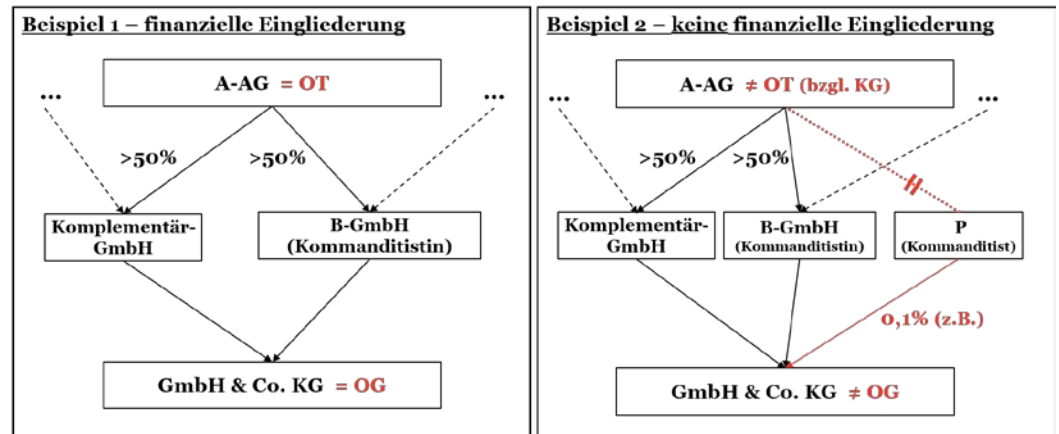 Beispiel 1 – finanzielle Eingliederung
A-AG = OT
...
...
>50%
>50%
Komplementär-
GmbH
B-GmbH
(Kommanditistin)
GmbH & Co. KG = OG
Beispiel 2 – keine finanzielle Eingliederung
A-AG ≠ OT (bzgl. KG)
...
...
>50%
>50%
Komplementär-
GmbH
B-GmbH
(Kommanditistin)
P
(Kommanditist)
0,1% (z.B.)
GmbH & Co. KG ≠ OG